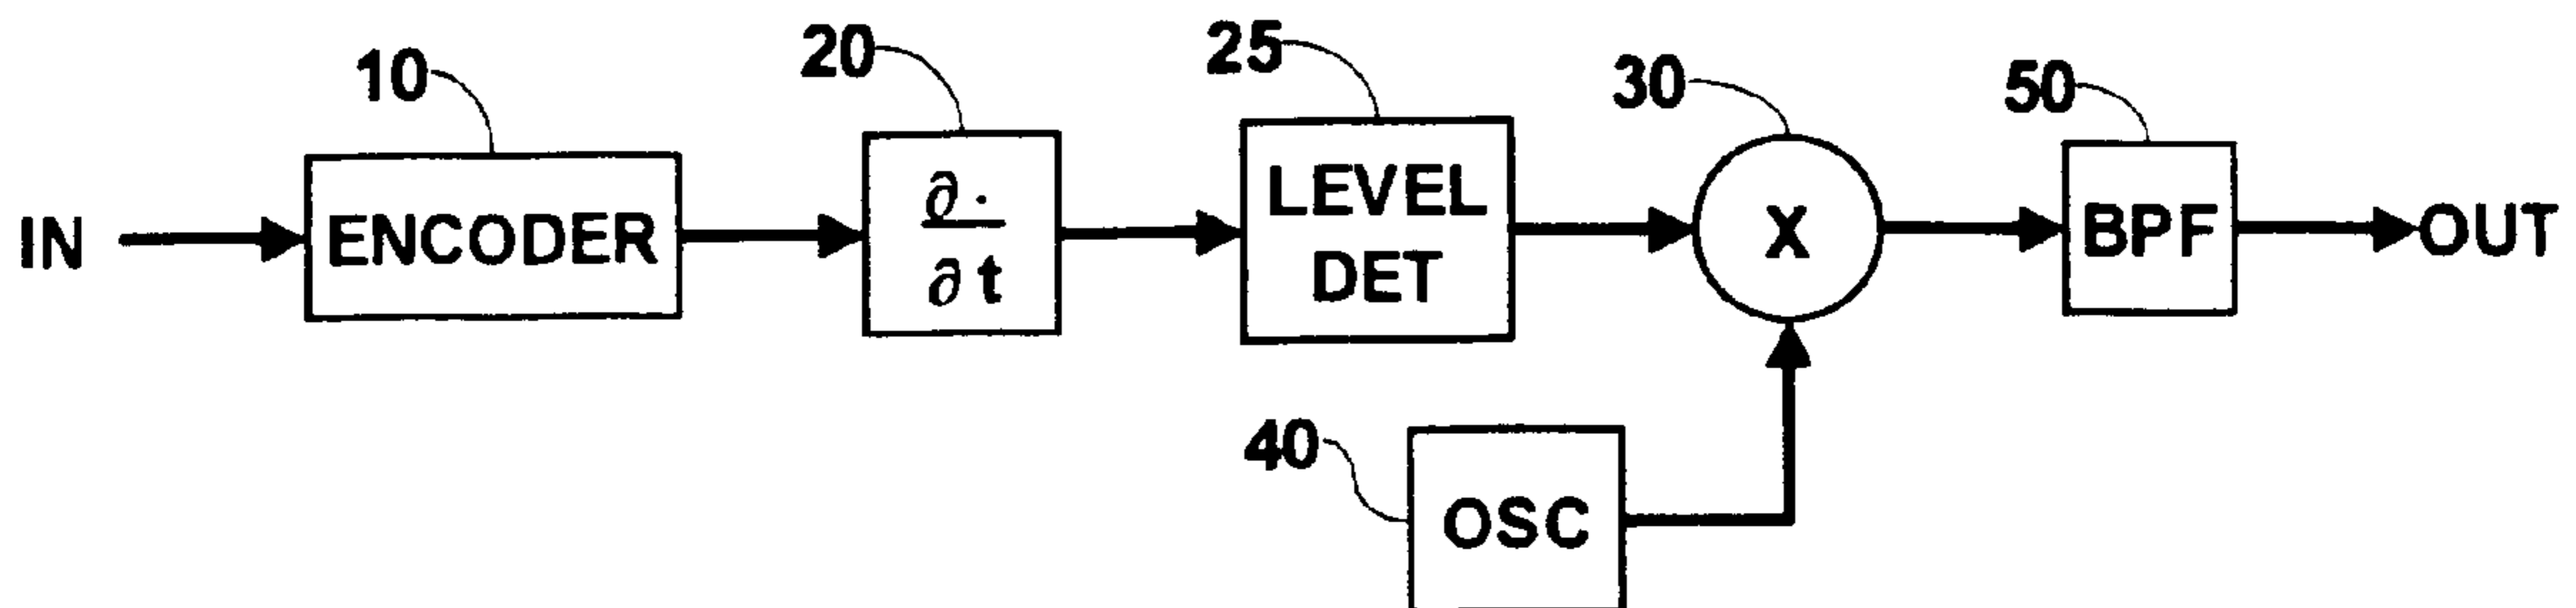 10
20
25
30
50
IN
ENCODER
∂ ·
∂ t
LEVEL
DET
X
BPF
OUT
40
OSC